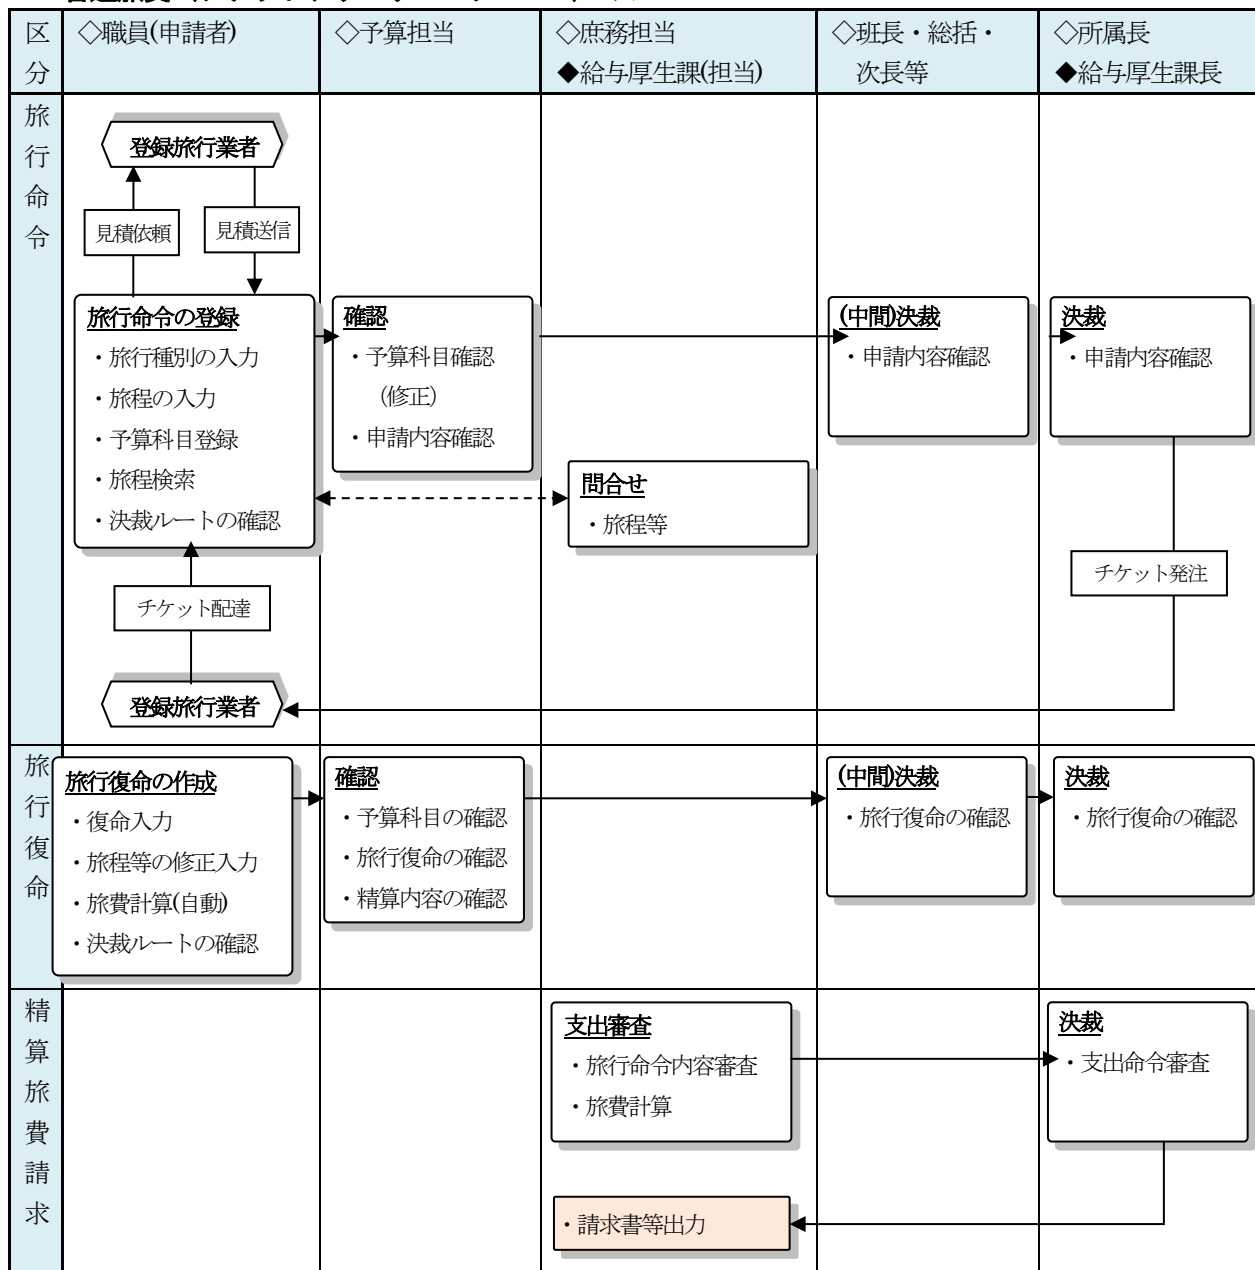 区分
◇職員(申請者)
◇予算担当
◇庶務担当
◆給与厚生課(担当)
◇班長・総括・
次長等
◇所属長
◆給与厚生課長
旅行命令
登録旅行業者
見積依頼
見積送信
旅行命令の登録
・旅行種別の入力
・旅程の入力
・予算科目登録
・旅程検索
・決裁ルートの確認
確認
・予算科目確認
(修正)
・申請内容確認
問合せ
・旅程等
(中間)決裁
・申請内容確認
決裁
・申請内容確認
チケット発注
チケット配達
登録旅行業者
旅行復命
旅行復命の作成
・復命入力
・旅程等の修正入力
・旅費計算(自動)
・決裁ルートの確認
確認
・予算科目の確認
・旅行復命の確認
・精算内容の確認
(中間)決裁
・旅行復命の確認
決裁
・旅行復命の確認
精算旅費請求
支出審査
・旅行命令内容審査
・旅費計算
決裁
・支出命令審査
・請求書等出力